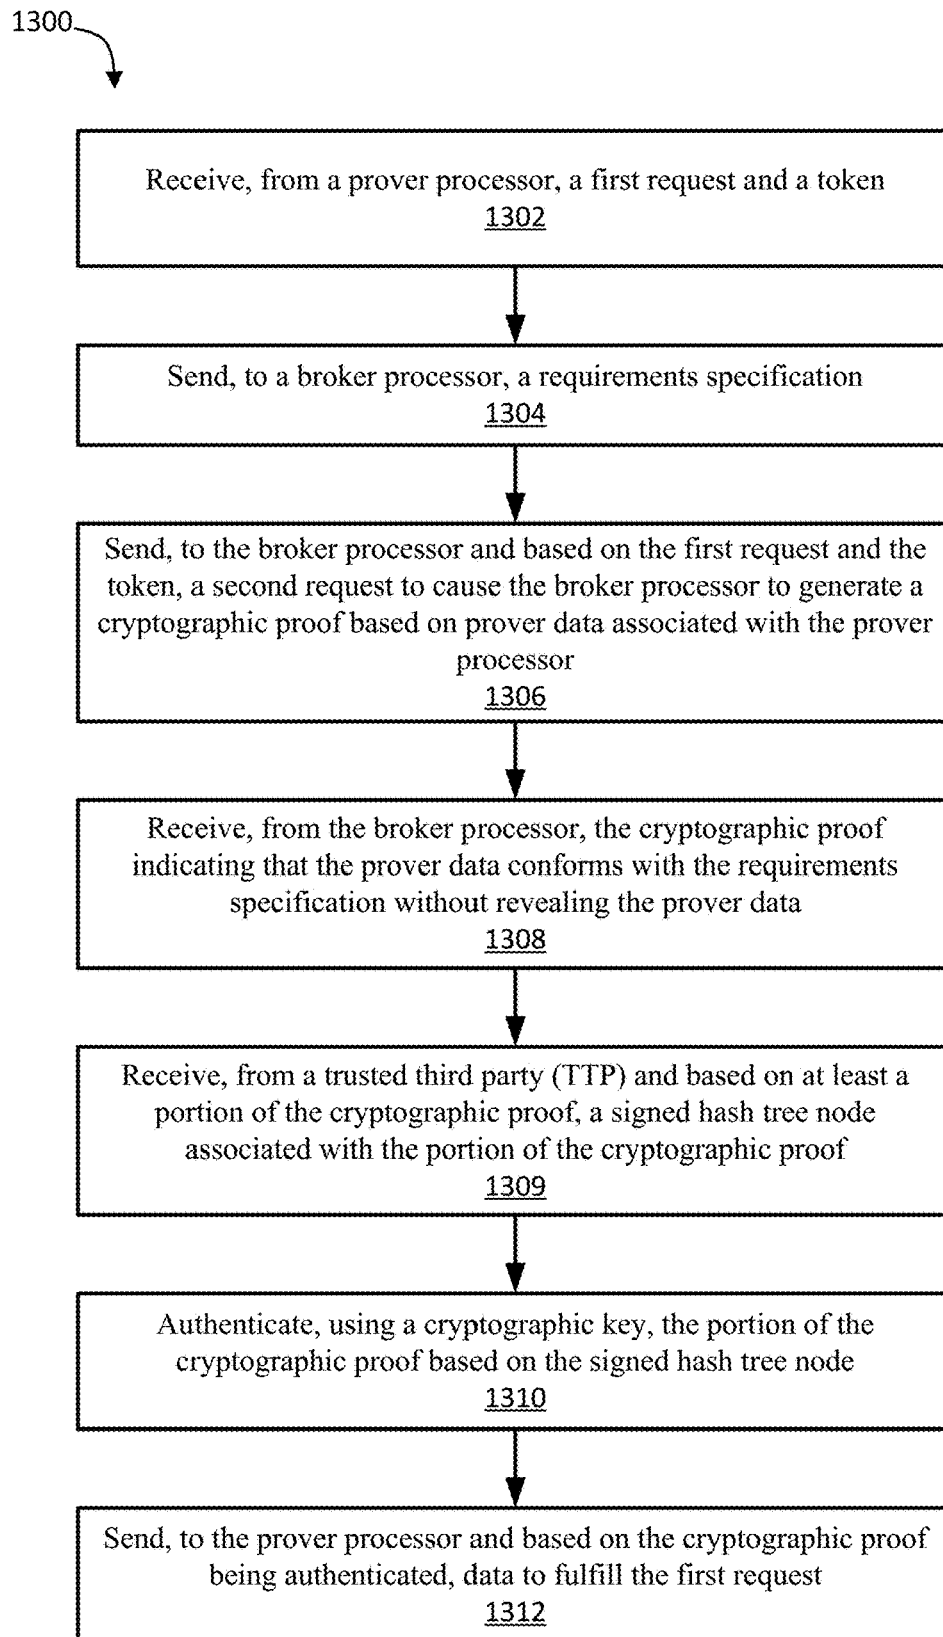 1300
Receive, from a prover processor, a first request and a token
1302
Send, to a broker processor, a requirements specification
1304
Send, to the broker processor and based on the first request and the
token, a second request to cause the broker processor to generate a
cryptographic proof based on prover data associated with the prover
processor
1306
Receive, from the broker processor, the cryptographic proof
indicating that the prover data conforms with the requirements
specification without revealing the prover data
1308
Receive, from a trusted third party (TTP) and based on at least a
portion of the cryptographic proof, a signed hash tree node
associated with the portion of the cryptographic proof
1309
Authenticate, using a cryptographic key, the portion of the
cryptographic proof based on the signed hash tree node
1310
Send, to the prover processor and based on the cryptographic proof
being authenticated, data to fulfill the first request
1312